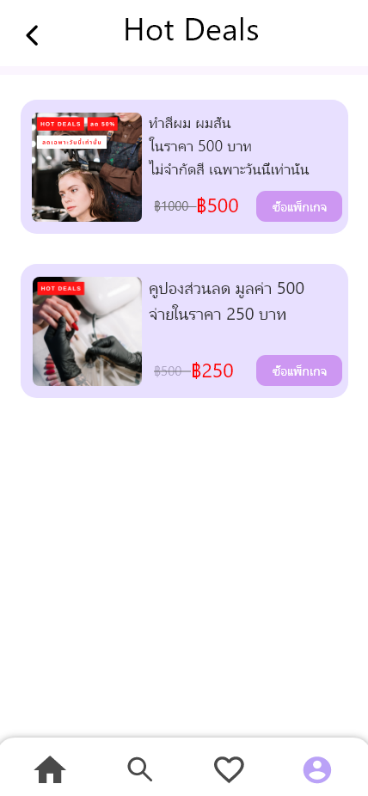 Hot Deals
HOT DEALS ลด 50%
ลดเฉพาะวันนี้เท่านั้น
ทำสีผม ผมสั้น
ในราคา 500 บาท
ไม่จำกัดสี เฉพาะวันนี้เท่านั้น
฿1000 ฿500 ซื้อแพ็กเกจ
HOT DEALS
คูปองส่วนลด มูลค่า 500
จ่ายในราคา 250 บาท
฿500 ฿250 ซื้อแพ็กเกจ